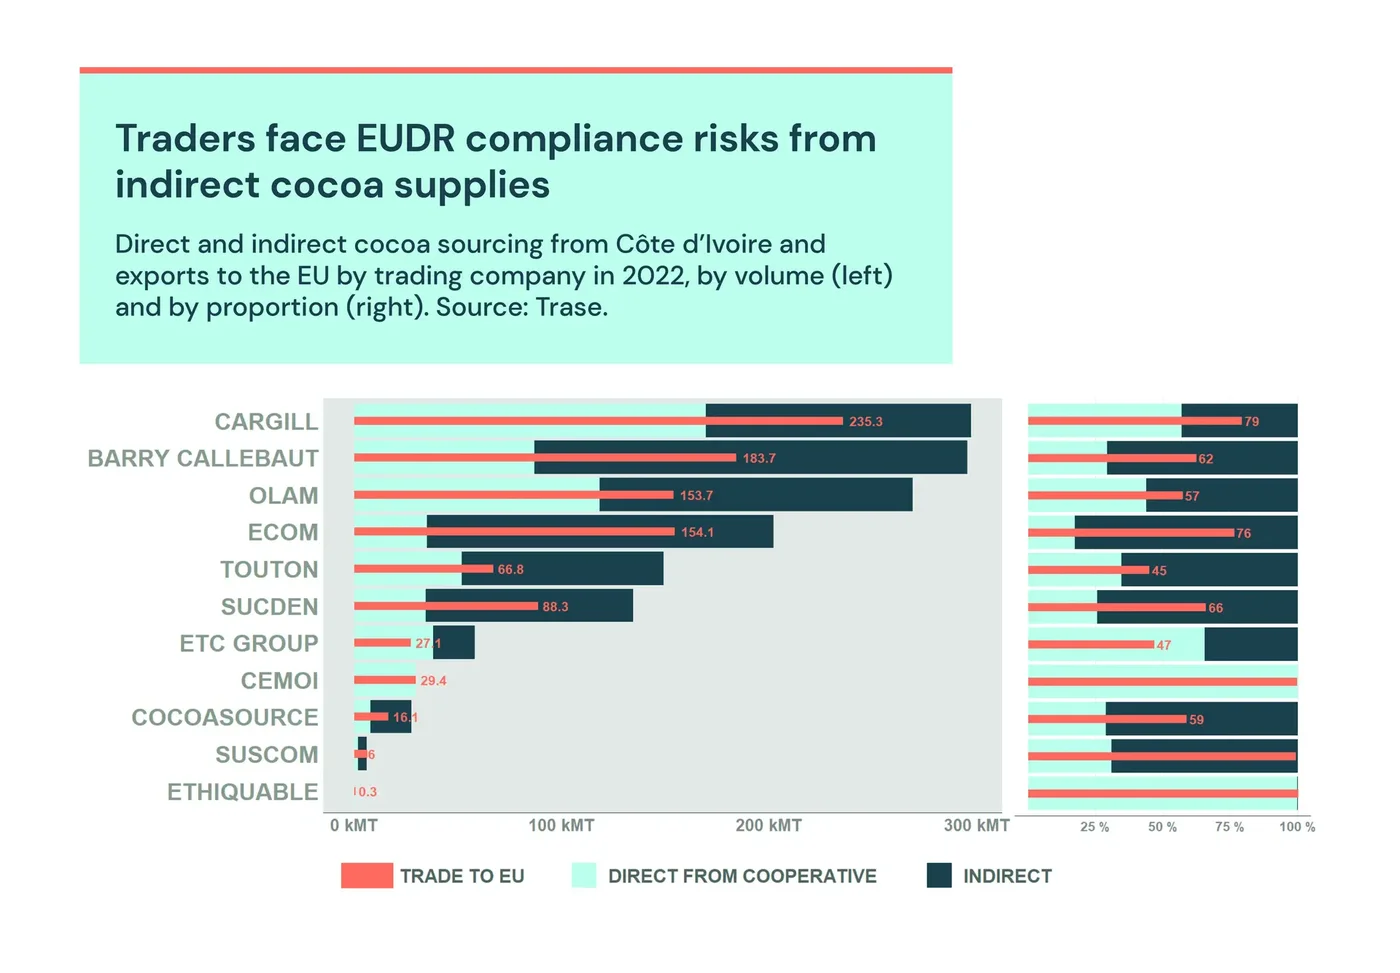 Traders face EUDR compliance risks from
indirect cocoa supplies
Direct and indirect cocoa sourcing from Côte d’Ivoire and
exports to the EU by trading company in 2022, by volume (left)
and by proportion (right). Source: Trase.
CARGILL 235.3 79
BARRY CALLEBAUT 183.7 62
OLAM 153.7 57
ECOM 154.1 76
TOUTON 66.8 45
SUCDEN 88.3 66
ETC GROUP 27.1 47
CEMOI 29.4
COCOASOURCE 16.1 59
SUSCOM 6
ETHIQUABLE 0.3
0 kMT 100 kMT 200 kMT 300 kMT 25 % 50 % 75 % 100 %
TRADE TO EU DIRECT FROM COOPERATIVE INDIRECT